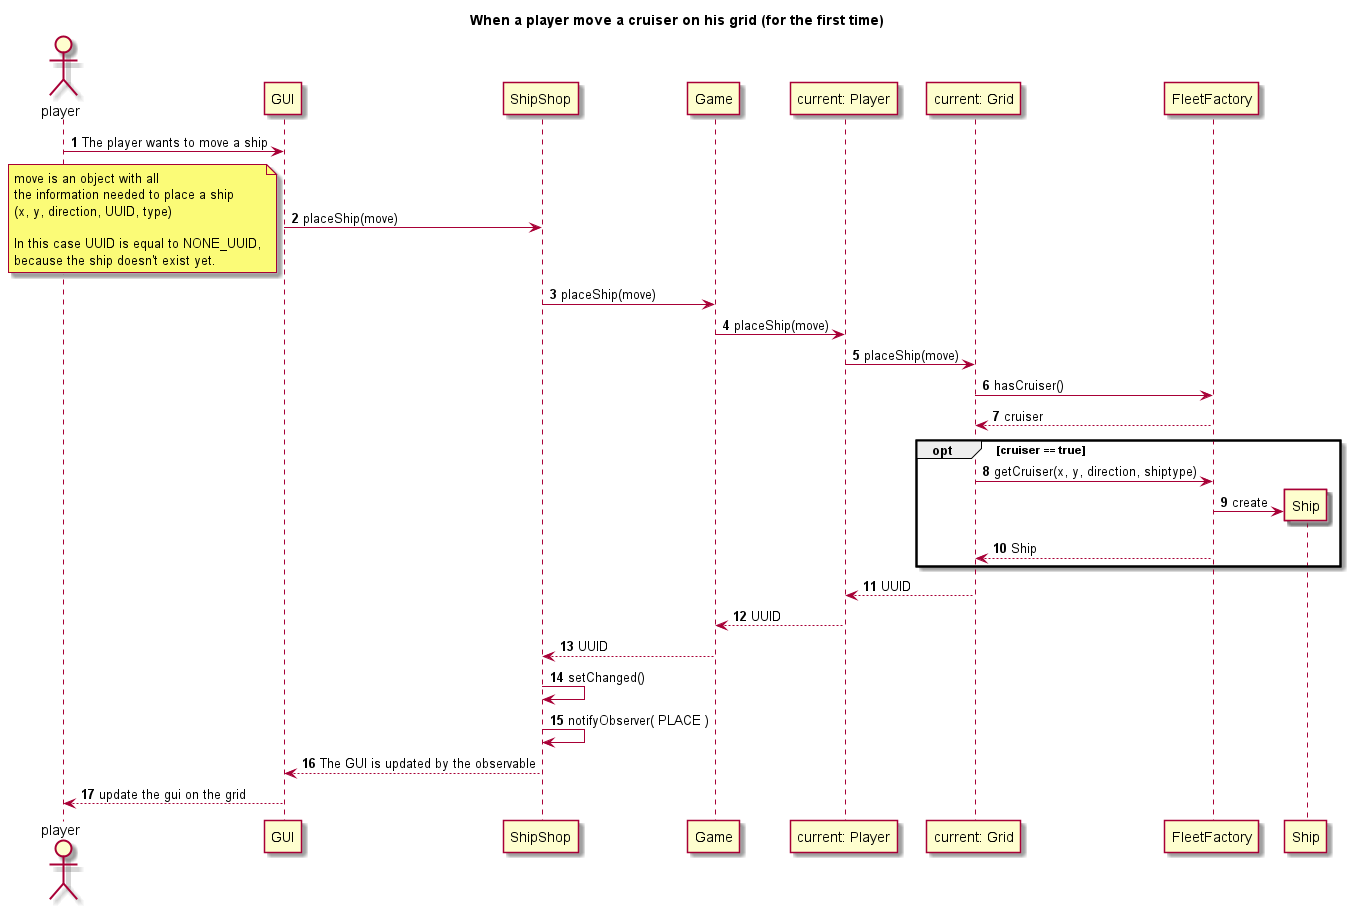 When a player move a cruiser on his grid (for the first time)
player
GUI
ShipShop
Game
current: Player
current: Grid
FleetFactory
1 The player wants to move a ship
move is an object with all
the information needed to place a ship
(x, y, direction, UUID, type)
In this case UUID is equal to NONE_UUID,
because the ship doesn't exist yet.
2 placeShip(move)
3 placeShip(move)
4 placeShip(move)
5 placeShip(move)
6 hasCruiser()
7 cruiser
opt
[cruiser == true]
8 getCruiser(x, y, direction, shiptype)
9 create
Ship
10 Ship
11 UUID
12 UUID
13 UUID
14 setChanged()
15 notifyObserver( PLACE )
16 The GUI is updated by the observable
17 update the gui on the grid
player
GUI
ShipShop
Game
current: Player
current: Grid
FleetFactory
Ship